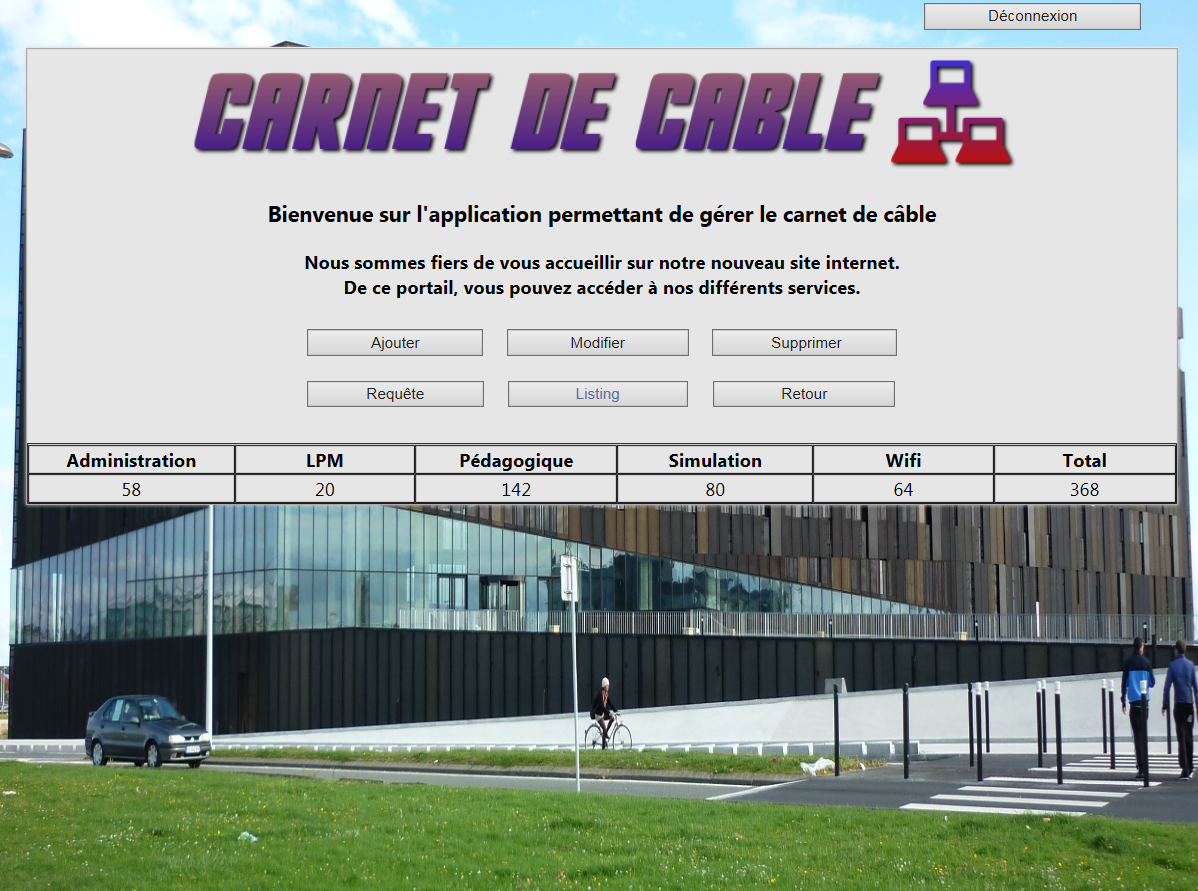 Déconnexion
CARNET DE CABLE
Bienvenue sur l'application permettant de gérer le carnet de câble
Nous sommes fiers de vous accueillir sur notre nouveau site internet.
De ce portail, vous pouvez accéder à nos différents services.
Ajouter Modifier Supprimer
Requête Listing Retour
Administration LPM Pédagogique Simulation Wifi Total
58 20 142 80 64 368